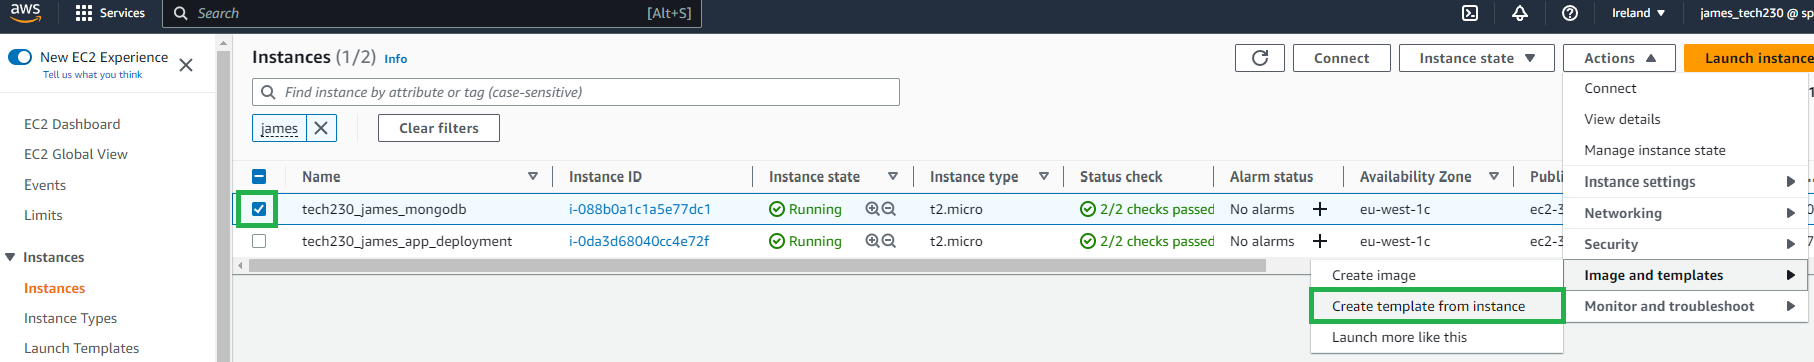 aws
Services
Search
[Alt+S]
Ireland ▼
james_tech230 @ sp
New EC2 Experience
Tell us what you think
EC2 Dashboard
EC2 Global View
Events
Limits
Instances
Instances
Instance Types
Launch Templates
Instances (1/2) Info
Connect
Instance state ▼
Actions ▲
Launch instance
Find instance by attribute or tag (case-sensitive)
james
Clear filters
Name
Instance ID
Instance state
Instance type
Status check
Alarm status
Availability Zone
Publi
tech230_james_mongodb
i-088b0a1c1a5e77dc1
Running
t2.micro
2/2 checks passed
No alarms +
eu-west-1c
ec2-3
tech230_james_app_deployment
i-0da3d68040cc4e72f
Running
t2.micro
2/2 checks passed
No alarms +
eu-west-1c
ec2-3
Connect
View details
Manage instance state
Instance settings
Networking
Security
Image and templates
Monitor and troubleshoot
Create image
Create template from instance
Launch more like this